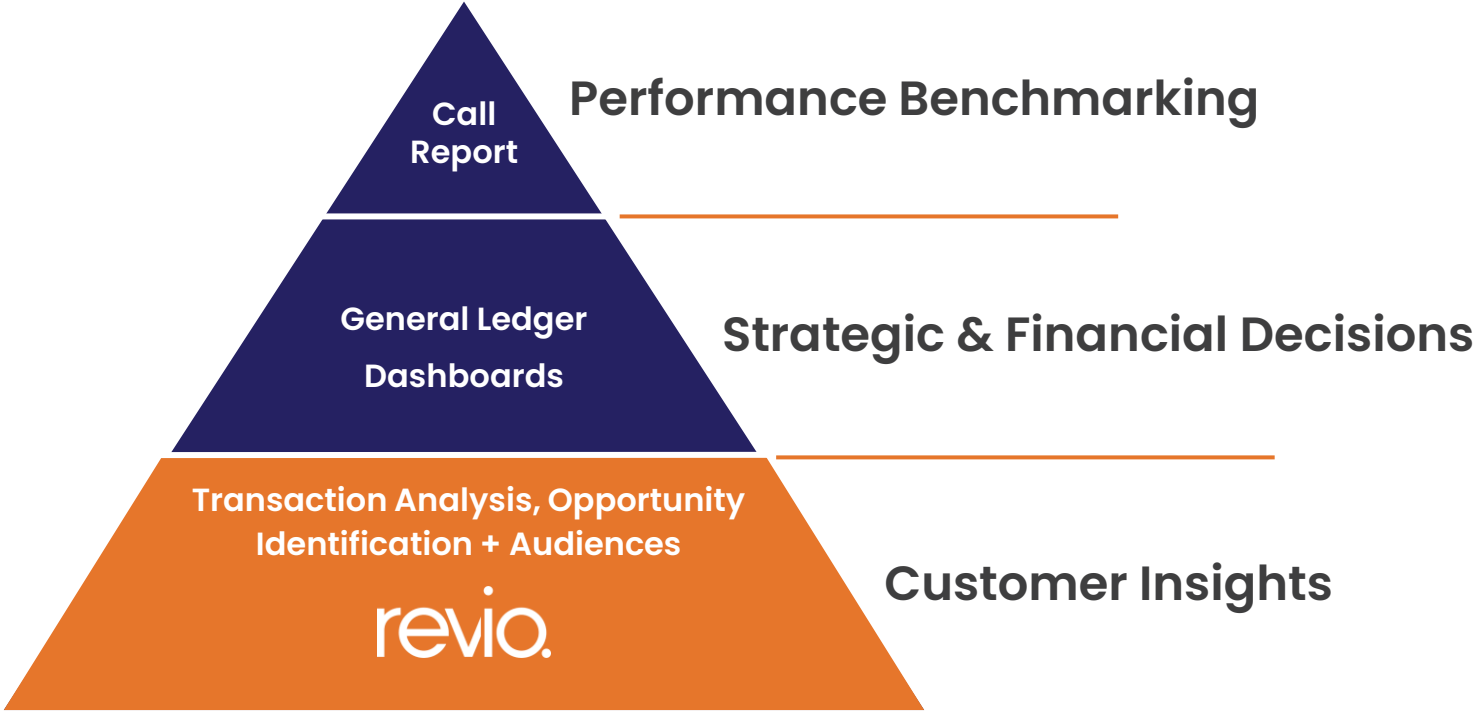 Call
Report
Performance Benchmarking
General Ledger
Dashboards
Strategic & Financial Decisions
Transaction Analysis, Opportunity
Identification + Audiences
revio.
Customer Insights